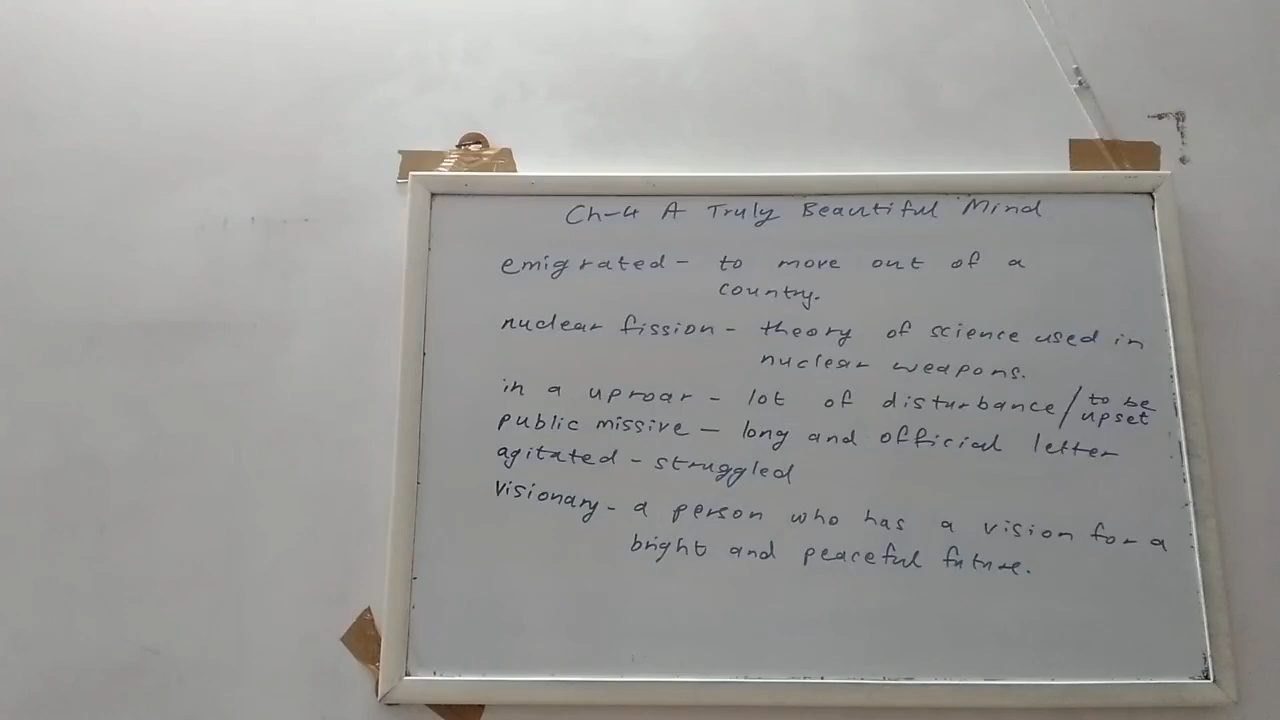 Ch-4 A Truly Beautiful Mind
emigrated - to move out of a
country.
nuclear fission - theory of science used in
nuclear weapons.
in a uproar - lot of disturbance / to be upset
public missive - long and official letter
agitated - struggled
visionary - a person who has a vision for a
bright and peaceful future.